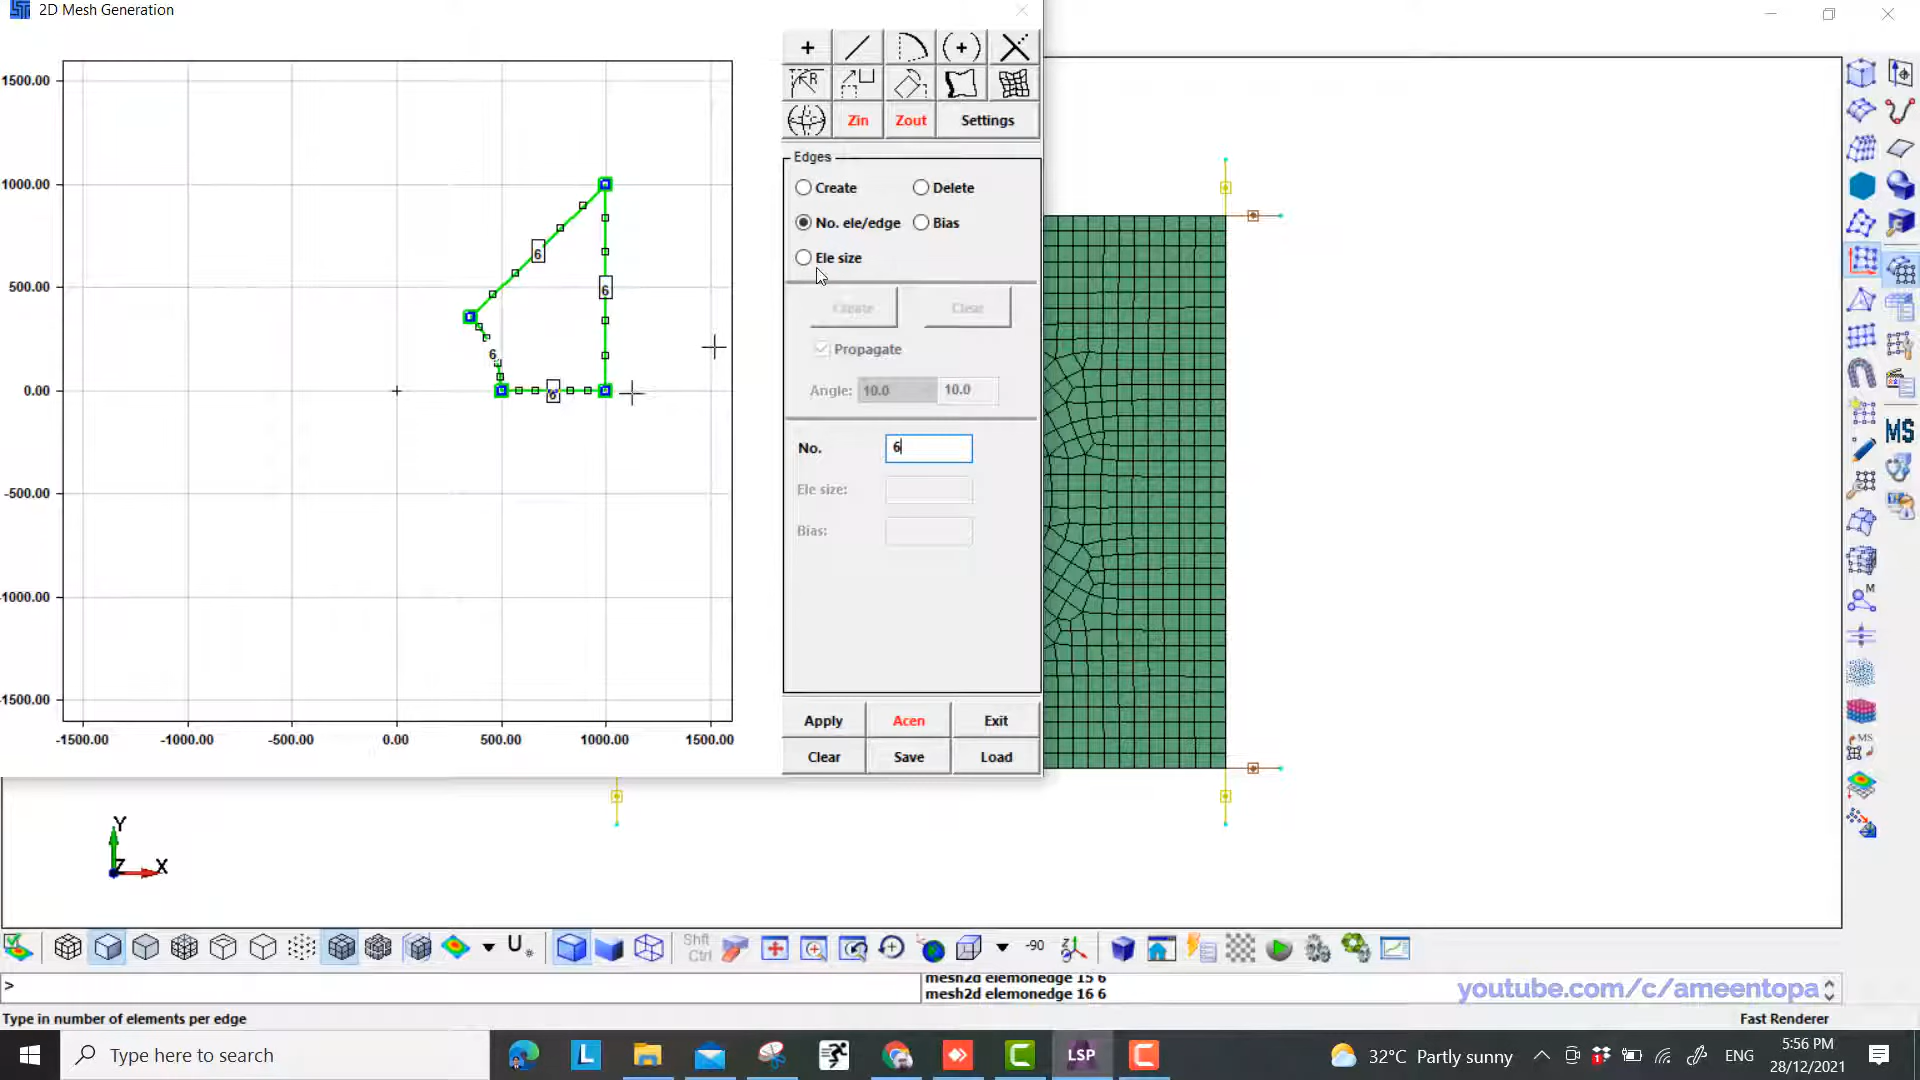 2D Mesh Generation
1500.00
1000.00
500.00
0.00
-500.00
-1000.00
-1500.00
-1500.00 -1000.00 -500.00 0.00 500.00 1000.00 1500.00
6
6
6
6
R
Zin Zout Settings
Edges
Create Delete
No. ele/edge Bias
Ele size
Create Clear
Propagate
Angle: 10.0 10.0
No. 6
Ele size:
Bias:
Apply Acen Exit
Clear Save Load
MS
M
MS
Y
Z X
U
Shft
Ctrl
-90
>
mesh2d elemonedge 15 6
mesh2d elemonedge 16 6
youtube.com/c/ameentopa
Type in number of elements per edge
Fast Renderer
Type here to search
L
LSP
32°C Partly sunny
ENG
5:56 PM
28/12/2021